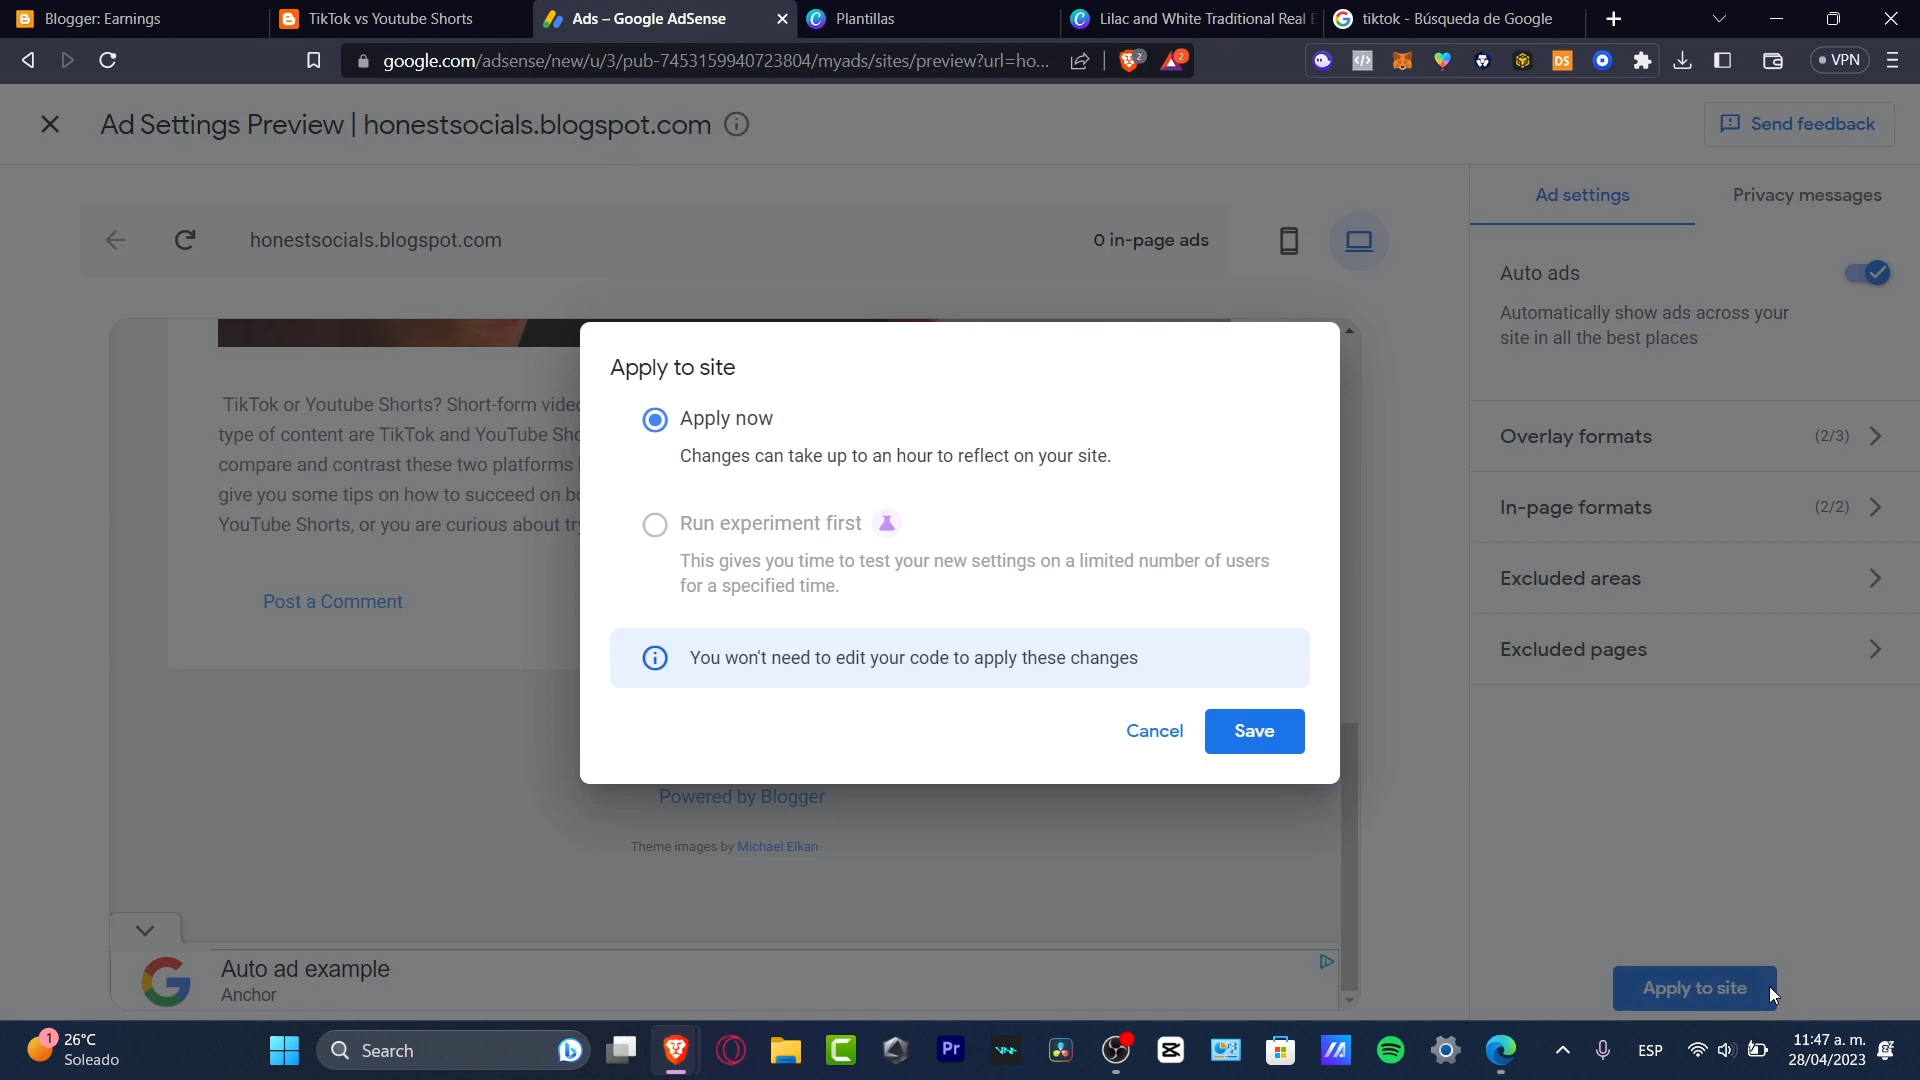 Blogger: Earnings
TikTok vs Youtube Shorts
Ads – Google AdSense
Plantillas
Lilac and White Traditional Real E
tiktok - Búsqueda de Google
google.com/adsense/new/u/3/pub-7453159940723804/myads/sites/preview?url=ho...
2
2
DS
VPN
Ad Settings Preview | honestsocials.blogspot.com
Send feedback
honestsocials.blogspot.com
0 in-page ads
Ad settings
Privacy messages
Auto ads
Automatically show ads across your
site in all the best places
Overlay formats
(2/3)
In-page formats
(2/2)
Excluded areas
Excluded pages
TikTok or Youtube Shorts? Short-form vide
type of content are TikTok and YouTube Sh
compare and contrast these two platforms
give you some tips on how to succeed on b
YouTube Shorts, or you are curious about tr
Post a Comment
Apply to site
Apply now
Changes can take up to an hour to reflect on your site.
Run experiment first
This gives you time to test your new settings on a limited number of users
for a specified time.
You won't need to edit your code to apply these changes
Cancel
Save
Powered by Blogger
Theme images by Michael Elkan
Auto ad example
Anchor
Apply to site
1
26°C
Soleado
Search
Pr
ESP
11:47 a. m.
28/04/2023